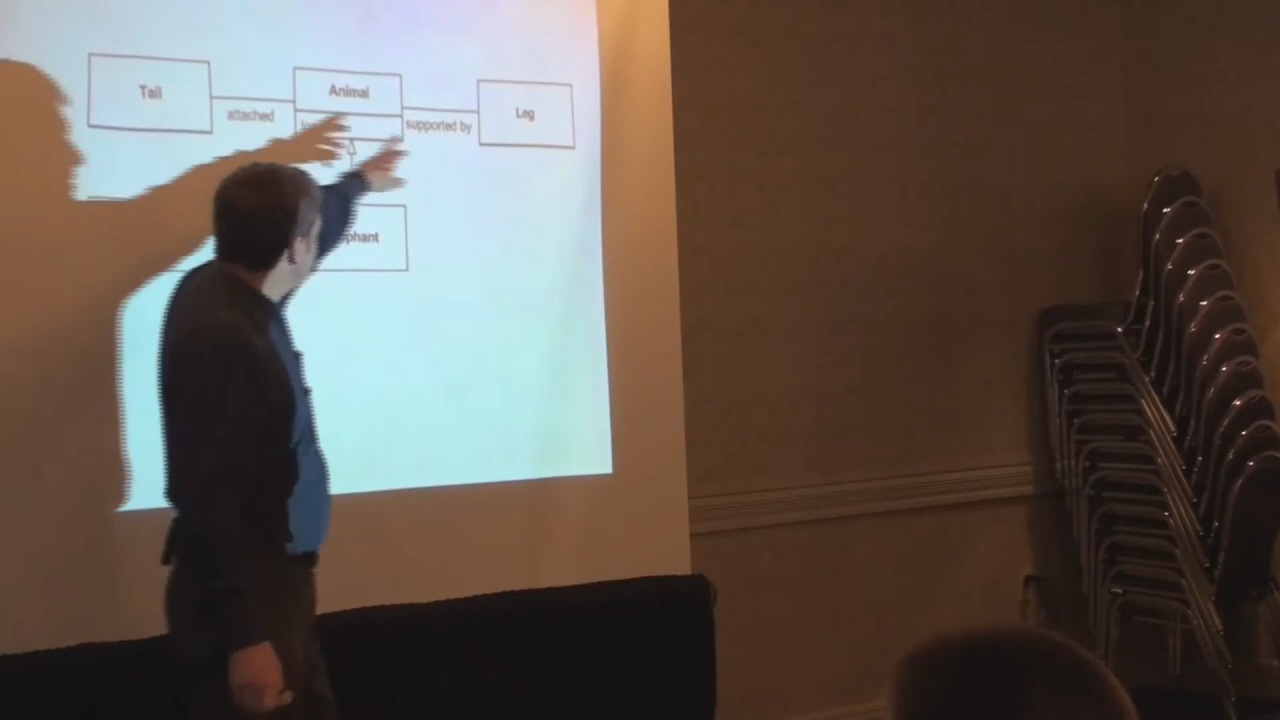 Tail
attached
Animal
supported by
Leg